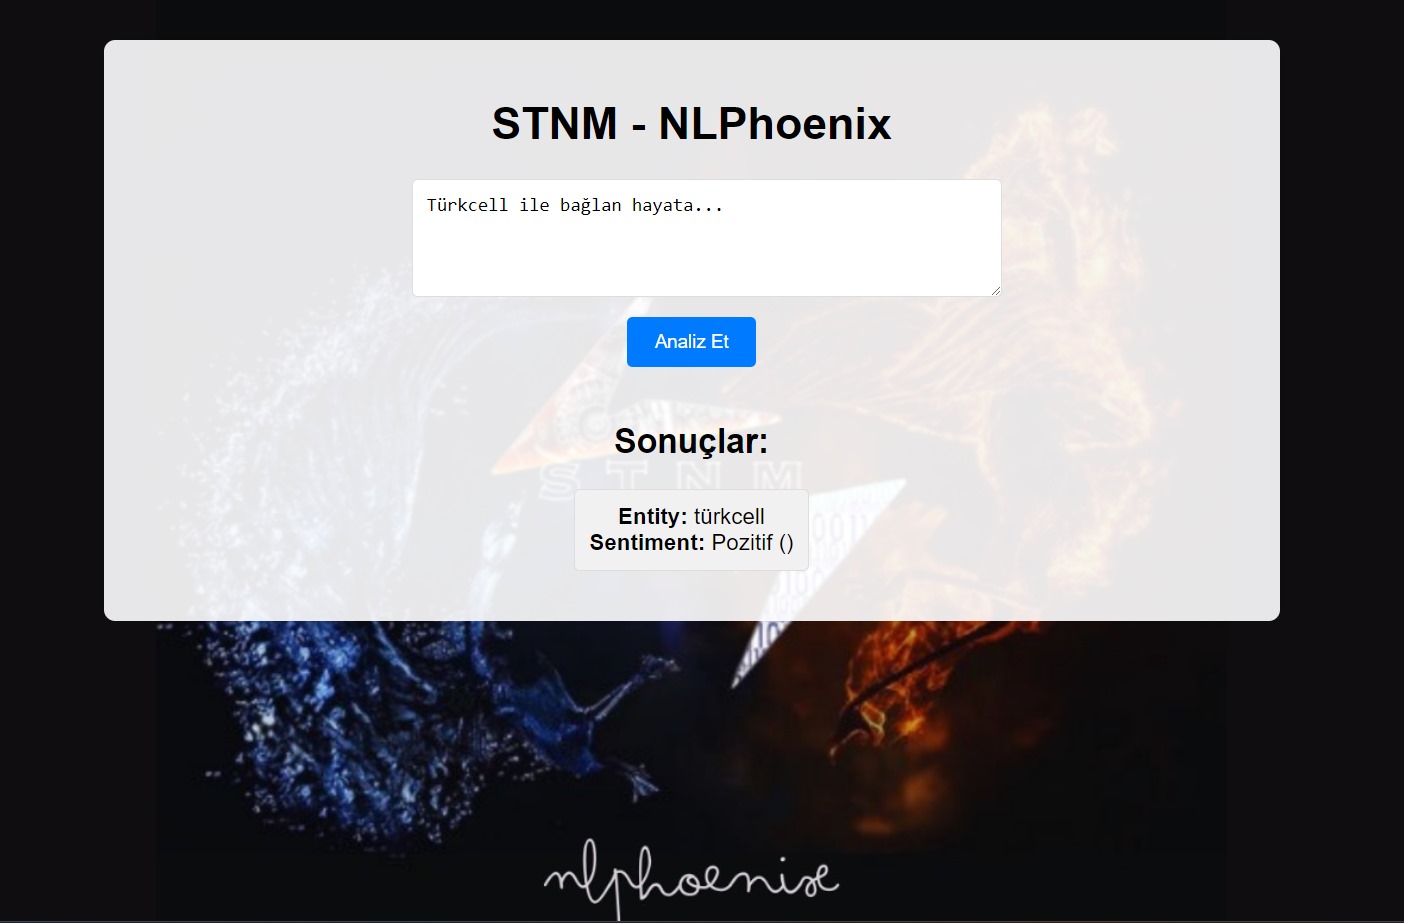 STNM - NLPhoenix
Türkcell ile bağlan hayata...
Analiz Et
Sonuçlar:
STNM
Entity: türkcell
Sentiment: Pozitif ()
nlphoenix